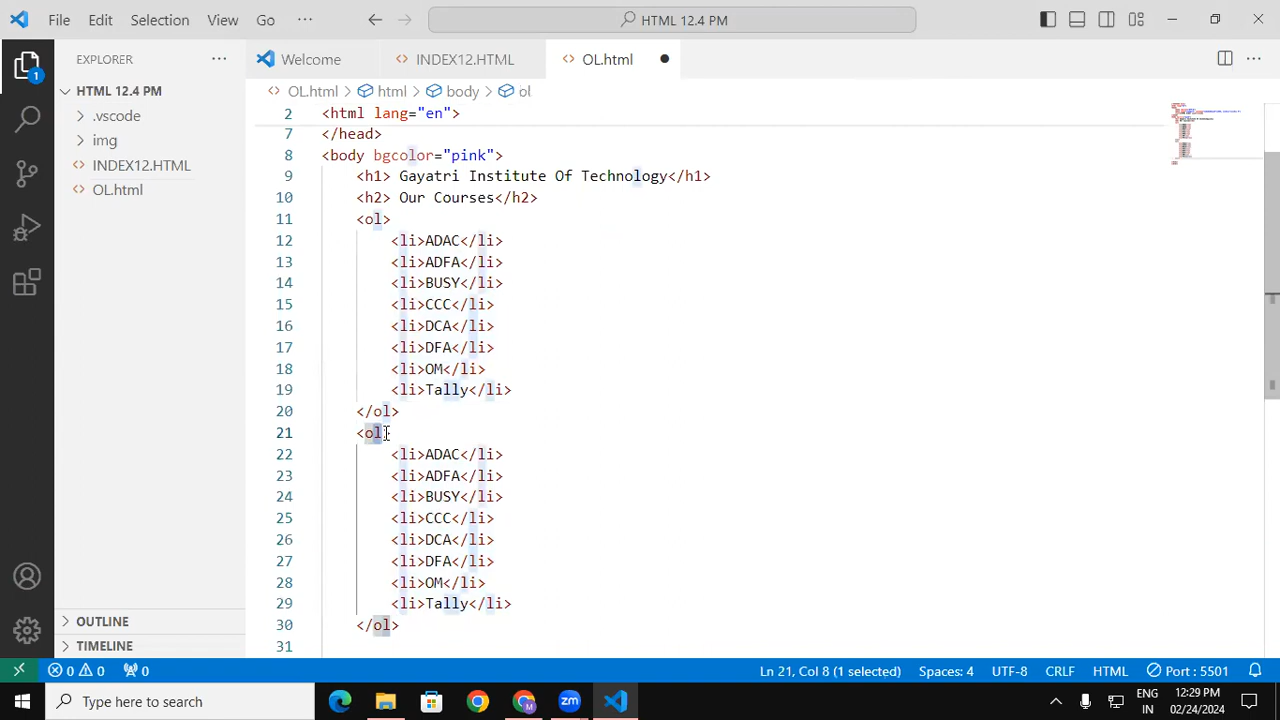 File Edit Selection View Go ··· HTML 12.4 PM
EXPLORER ···
Welcome INDEX12.HTML OL.html
HTML 12.4 PM
OL.html > html > body > ol
.vscode
img
INDEX12.HTML
OL.html
2 <html lang="en">
7 </head>
8 <body bgcolor="pink">
9 <h1> Gayatri Institute Of Technology</h1>
10 <h2> Our Courses</h2>
11 <ol>
12 <li>ADAC</li>
13 <li>ADFA</li>
14 <li>BUSY</li>
15 <li>CCC</li>
16 <li>DCA</li>
17 <li>DFA</li>
18 <li>OM</li>
19 <li>Tally</li>
20 </ol>
21 <ol>
22 <li>ADAC</li>
23 <li>ADFA</li>
24 <li>BUSY</li>
25 <li>CCC</li>
26 <li>DCA</li>
27 <li>DFA</li>
28 <li>OM</li>
29 <li>Tally</li>
30 </ol>
31
1
OUTLINE
TIMELINE
0 0 0 Ln 21, Col 8 (1 selected) Spaces: 4 UTF-8 CRLF HTML Port : 5501
Type here to search
ENG
IN
12:29 PM
02/24/2024